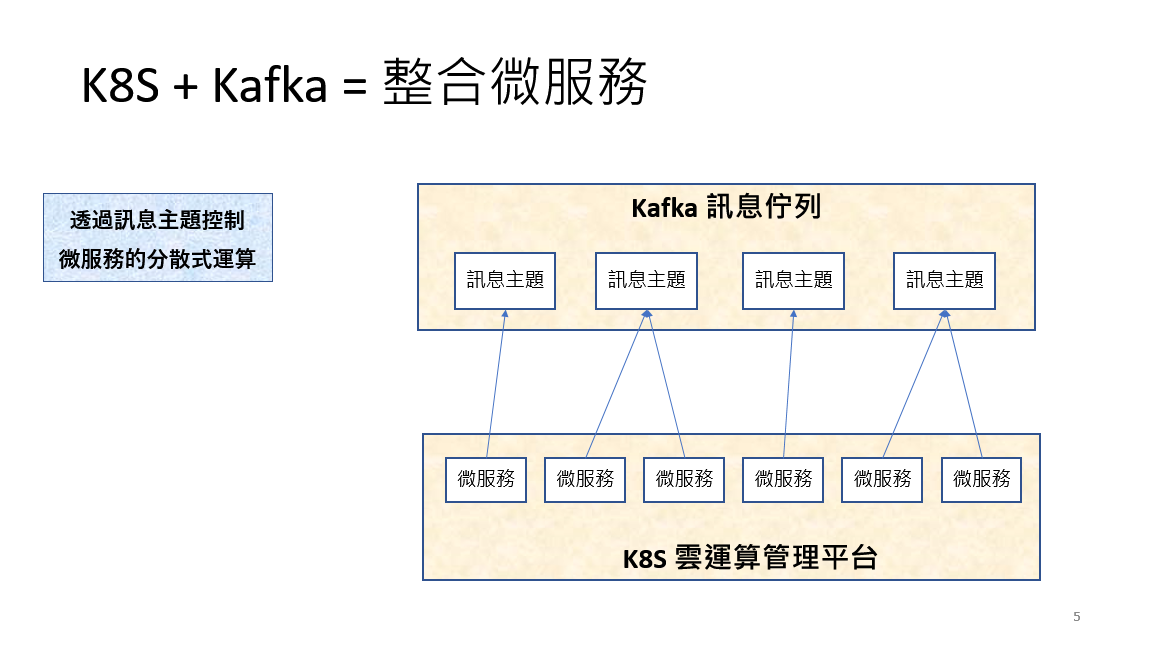 K8S + Kafka = 整合微服務
透過訊息主題控制
微服務的分散式運算
Kafka 訊息佇列
訊息主題
訊息主題
訊息主題
訊息主題
微服務
微服務
微服務
微服務
微服務
微服務
K8S 雲運算管理平台
5